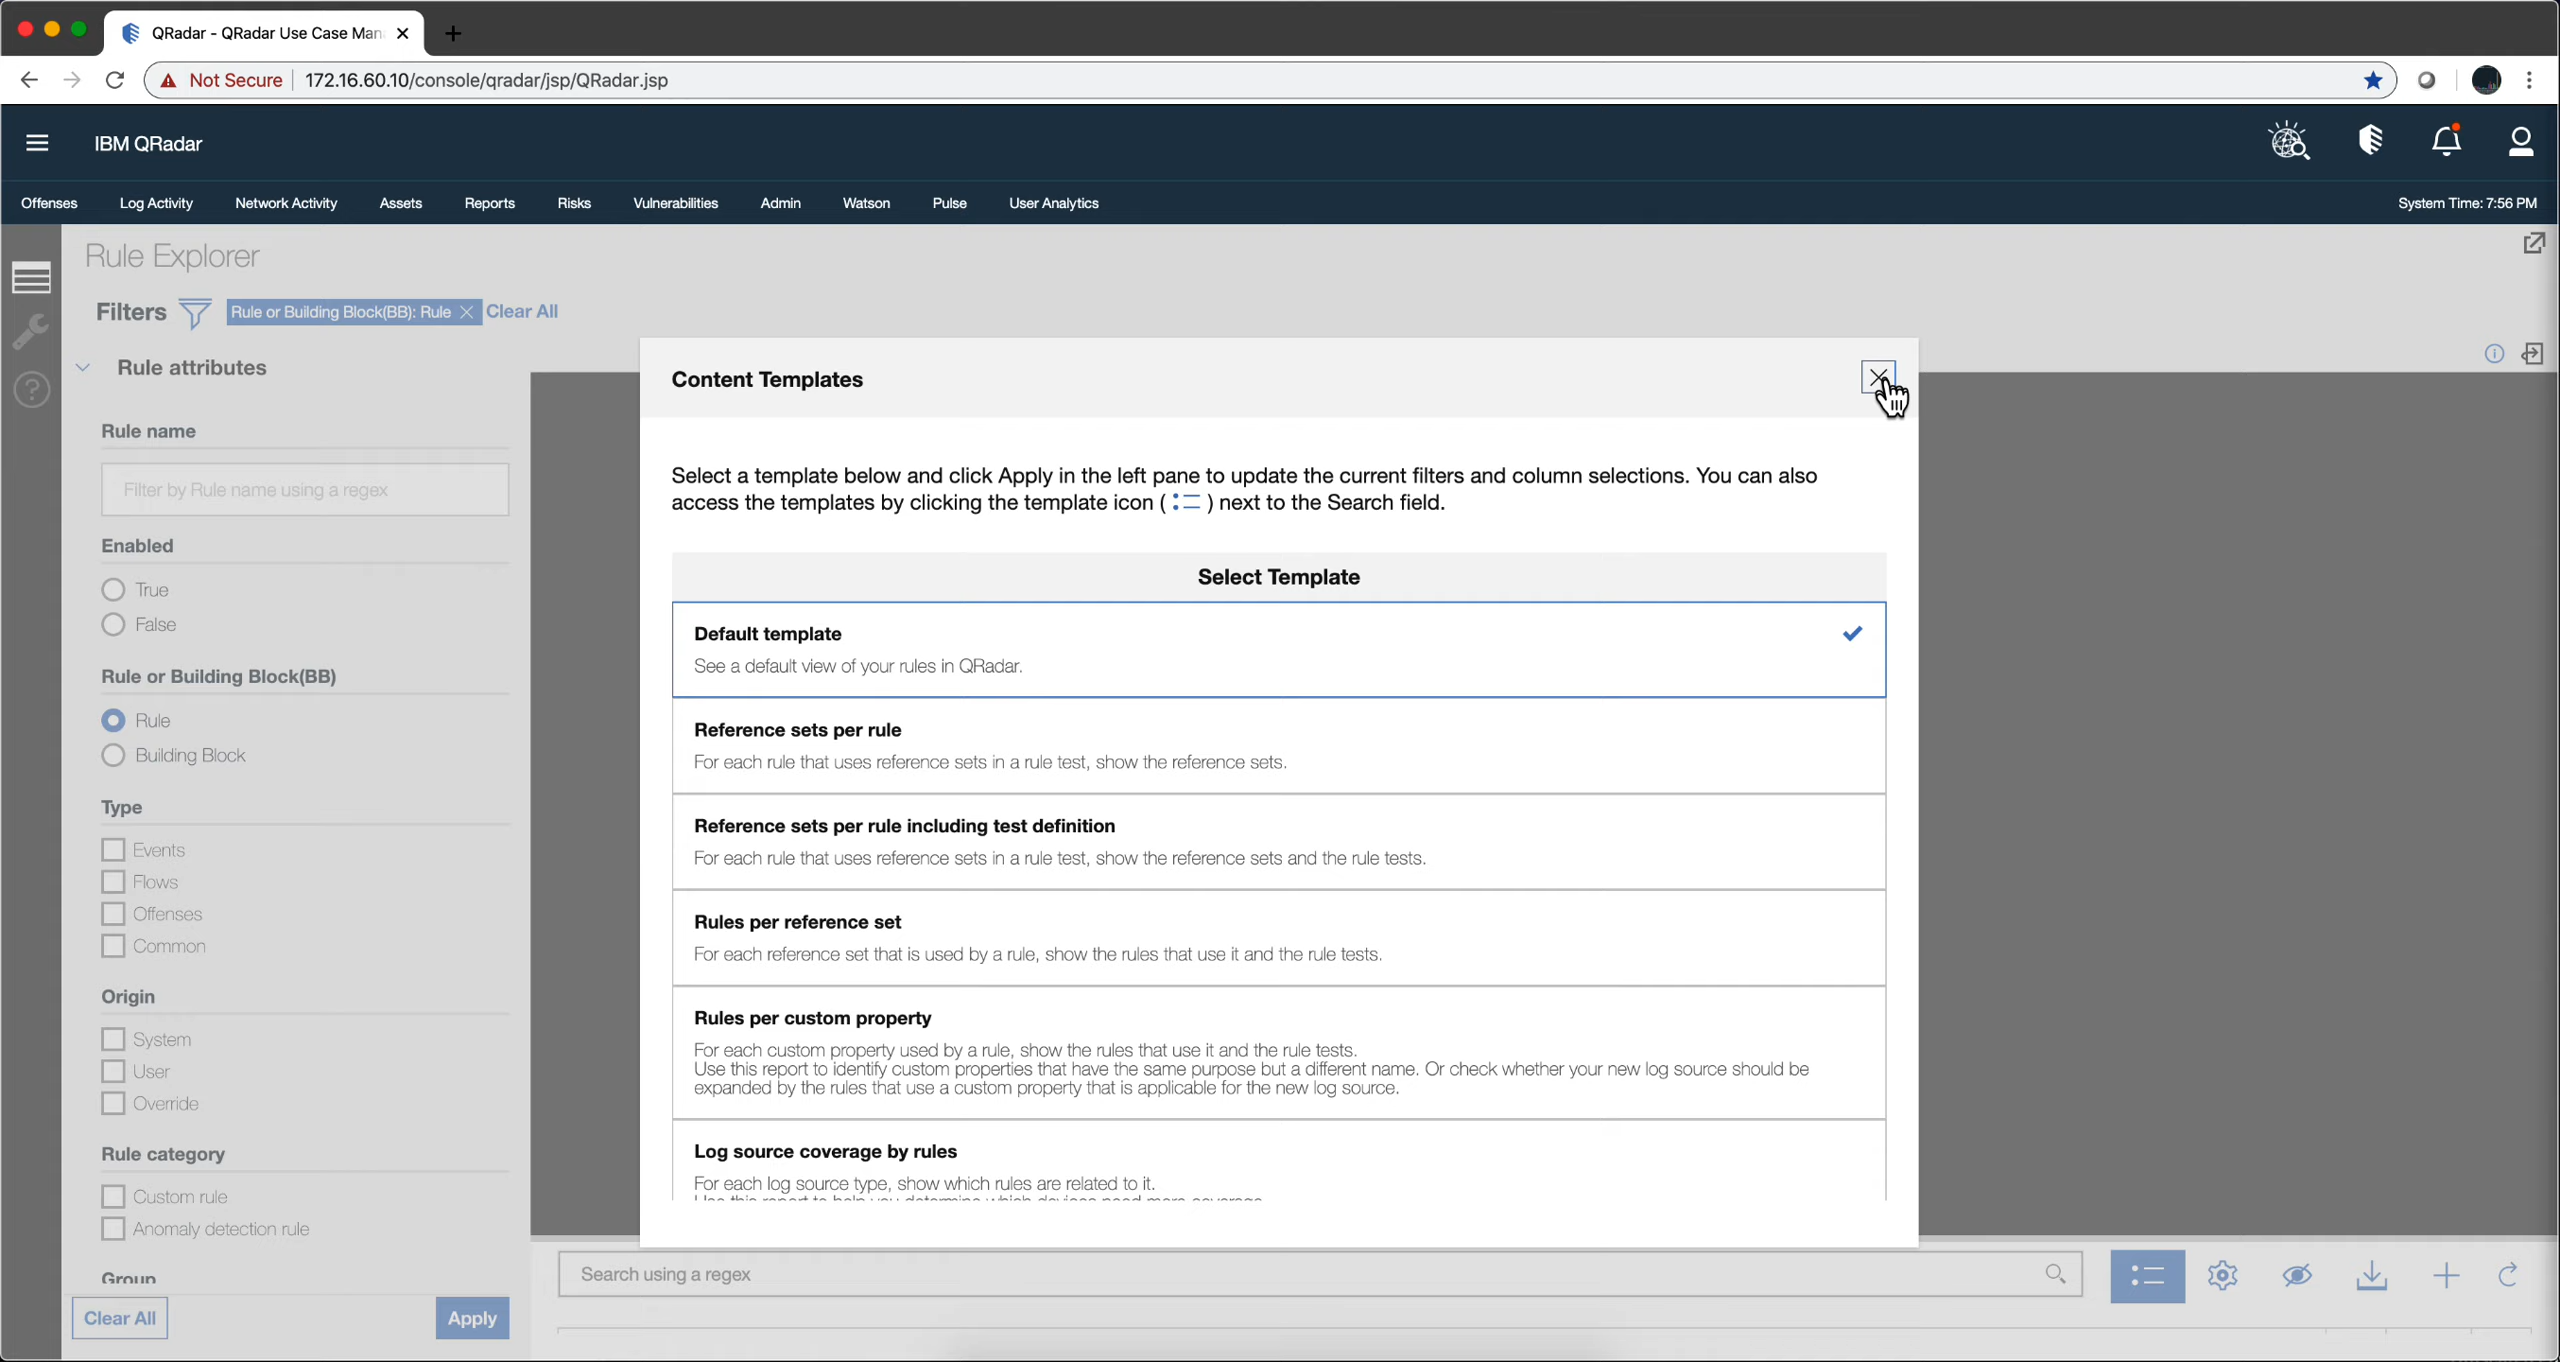 QRadar - QRadar Use Case Man
Not Secure
172.16.60.10/console/qradar/jsp/QRadar.jsp
IBM QRadar
Offenses
Log Activity
Network Activity
Assets
Reports
Risks
Vulnerabilities
Admin
Watson
Pulse
User Analytics
System Time: 7:56 PM
Rule Explorer
Filters
Rule or Building Block(BB): Rule
Clear All
Rule attributes
Rule name
Filter by Rule name using a regex
Enabled
True
False
Rule or Building Block(BB)
Rule
Building Block
Type
Events
Flows
Offenses
Common
Origin
System
User
Override
Rule category
Custom rule
Anomaly detection rule
Group
Clear All
Apply
Content Templates
Select a template below and click Apply in the left pane to update the current filters and column selections. You can also
access the templates by clicking the template icon ( ) next to the Search field.
Select Template
Default template
See a default view of your rules in QRadar.
Reference sets per rule
For each rule that uses reference sets in a rule test, show the reference sets.
Reference sets per rule including test definition
For each rule that uses reference sets in a rule test, show the reference sets and the rule tests.
Rules per reference set
For each reference set that is used by a rule, show the rules that use it and the rule tests.
Rules per custom property
For each custom property used by a rule, show the rules that use it and the rule tests.
Use this report to identify custom properties that have the same purpose but a different name. Or check whether your new log source should be
expanded by the rules that use a custom property that is applicable for the new log source.
Log source coverage by rules
For each log source type, show which rules are related to it.
Use this report to help you determine which devices need more coverage.
Search using a regex